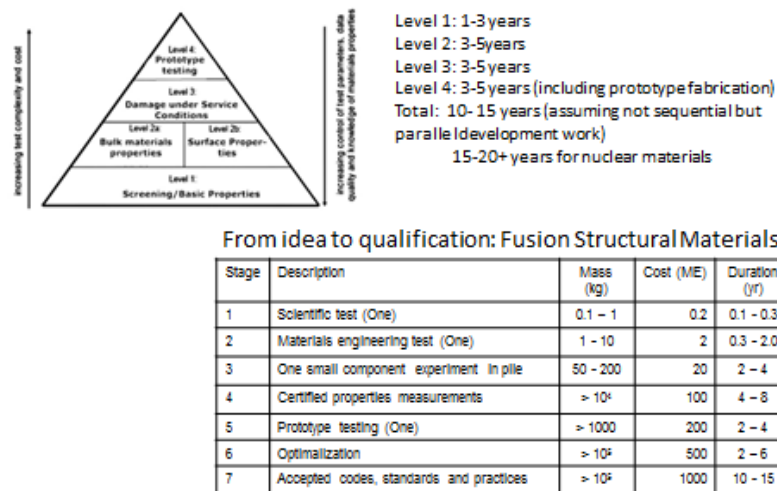 increasing test complexity and cost
Level 4:
Prototype
testing
Level 3:
Damage under Service
Conditions
Level 2a:
Bulk materials
properties
Level 2b:
Surface Proper-
ties
Level 1:
Screening/Basic Properties
increasing control of test parameters, data
quality and knowledge of materials properties
Level 1: 1-3 years
Level 2: 3-5years
Level 3: 3-5 years
Level 4: 3-5 years (including prototype fabrication)
Total: 10- 15 years (assuming not sequential but
paralleldevelopment work)
15-20+ years for nuclear materials
From idea to qualification: Fusion Structural Materials
Stage Description Mass (kg) Cost (ME) Duration (yr)
1 Scientific test (One) 0.1 – 1 0.2 0.1 - 0.3
2 Materials engineering test (One) 1 - 10 2 0.3 - 2.0
3 One small component experiment in pile 50 - 200 20 2 – 4
4 Certified properties measurements > 10⁴ 100 4 – 8
5 Prototype testing (One) > 1000 200 2 – 4
6 Optimalization > 10⁵ 500 2 – 6
7 Accepted codes, standards and practices > 10⁵ 1000 10 - 15